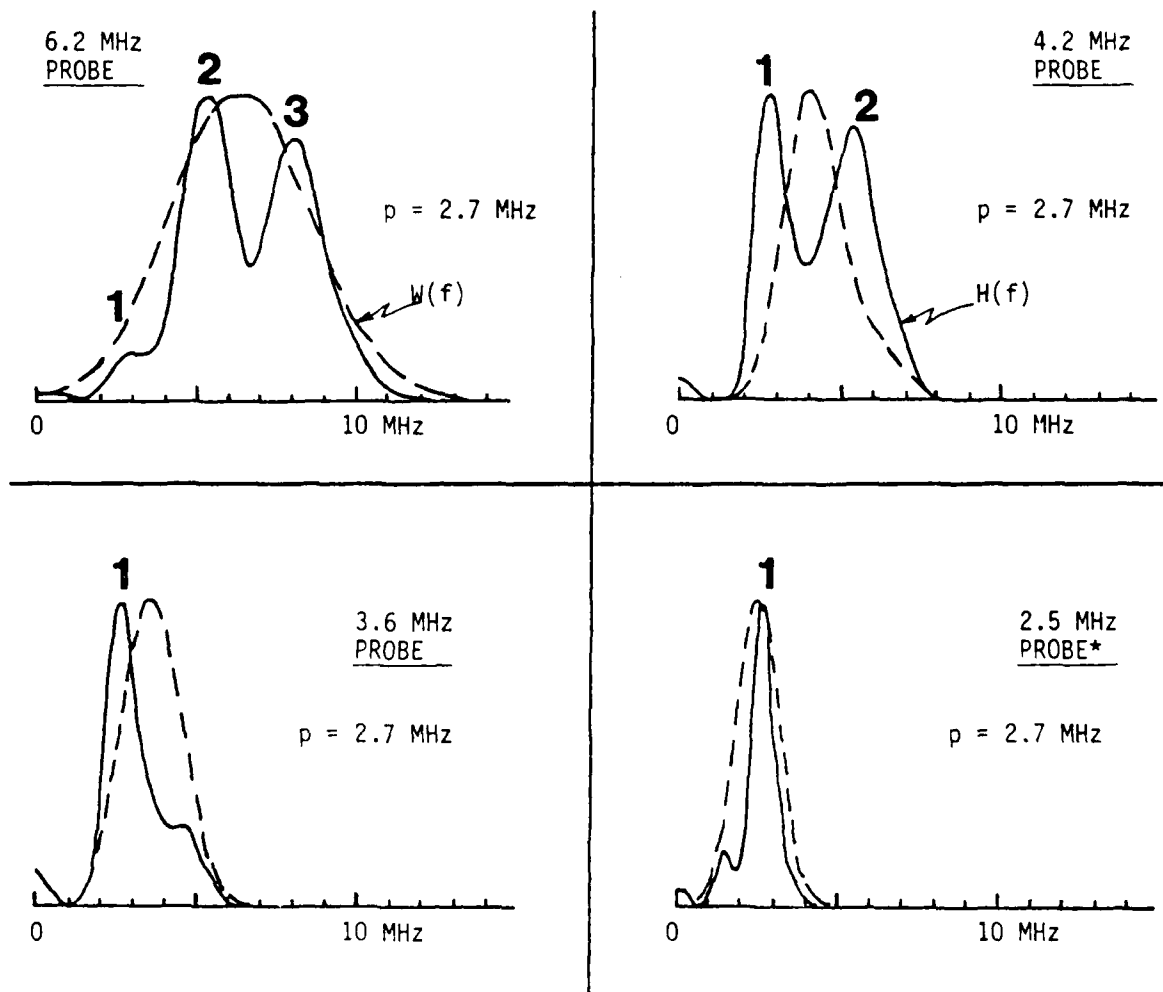 6.2 MHz
PROBE
2
3
1
p = 2.7 MHz
W(f)
0
10 MHz
4.2 MHz
PROBE
1
2
p = 2.7 MHz
H(f)
0
10 MHz
1
3.6 MHz
PROBE
p = 2.7 MHz
0
10 MHz
1
2.5 MHz
PROBE*
p = 2.7 MHz
0
10 MHz